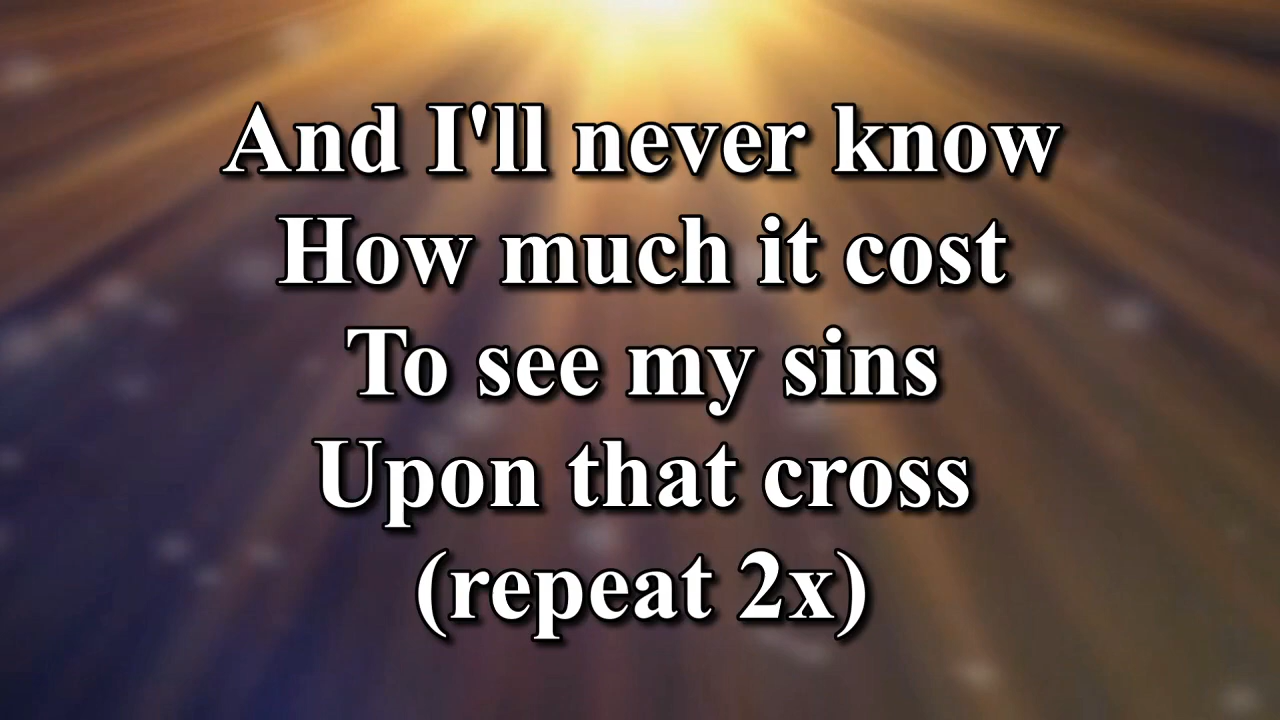 And I'll never know
How much it cost
To see my sins
Upon that cross
(repeat 2x)